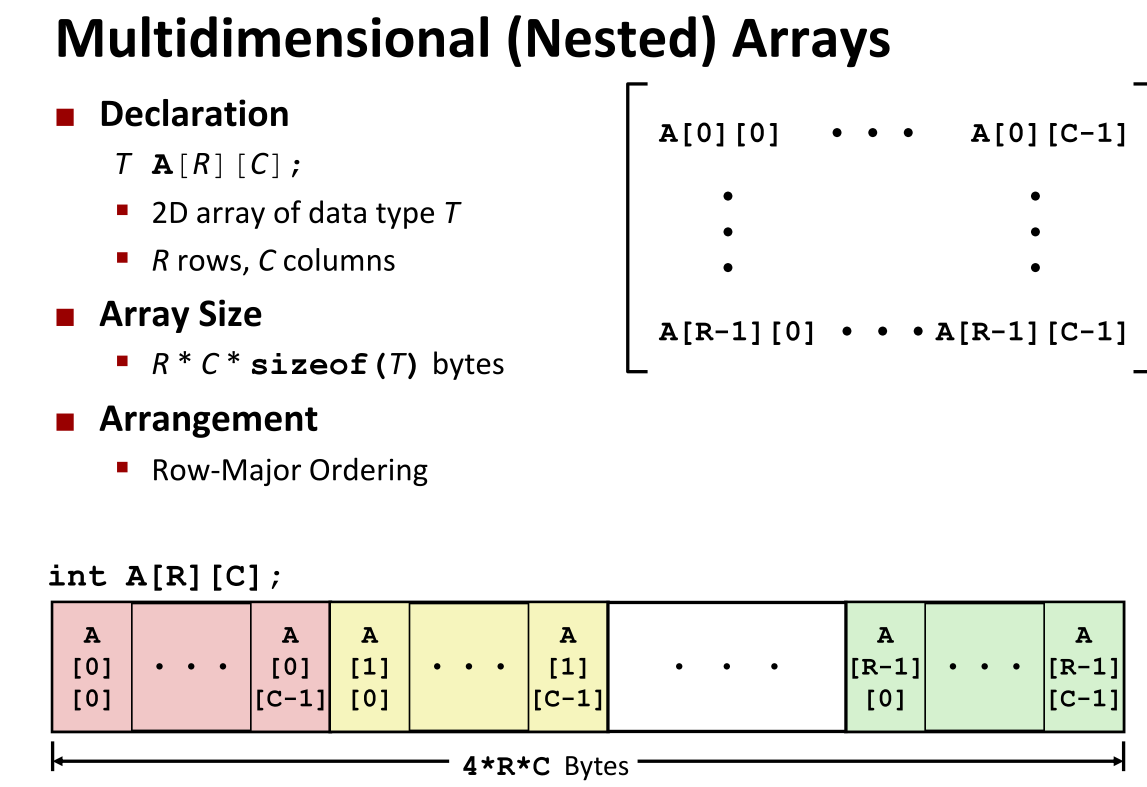 Multidimensional (Nested) Arrays
■ Declaration
T A[R][C];
▪ 2D array of data type T
▪ R rows, C columns
■ Array Size
▪ R * C * sizeof(T) bytes
■ Arrangement
▪ Row-Major Ordering
A[0][0] • • • A[0][C-1]
• •
• •
• •
A[R-1][0] • • • A[R-1][C-1]
int A[R][C];
A A A A A A
[0] • • • [0] [1] • • • [1] • • • [R-1] • • • [R-1]
[0] [C-1] [0] [C-1] [0] [C-1]
4*R*C Bytes